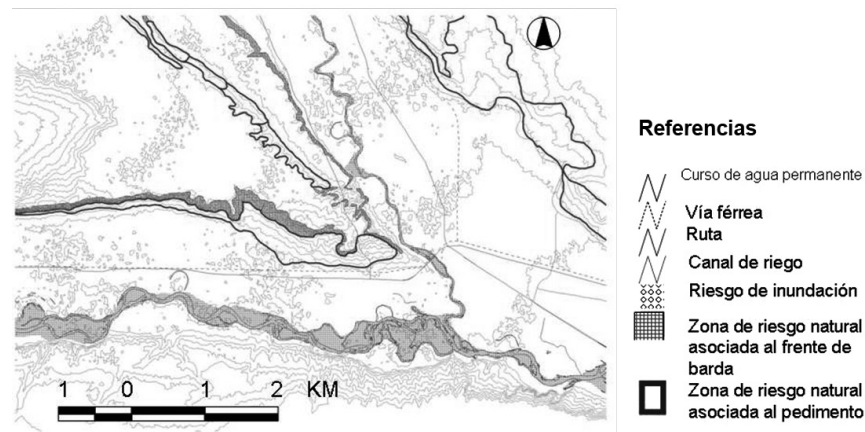 1 0 1 2 KM
Referencias
Curso de agua permanente
Vía férrea
Ruta
Canal de riego
Riesgo de inundación
Zona de riesgo natural
asociada al frente de
barda
Zona de riesgo natural
asociada al pedimento